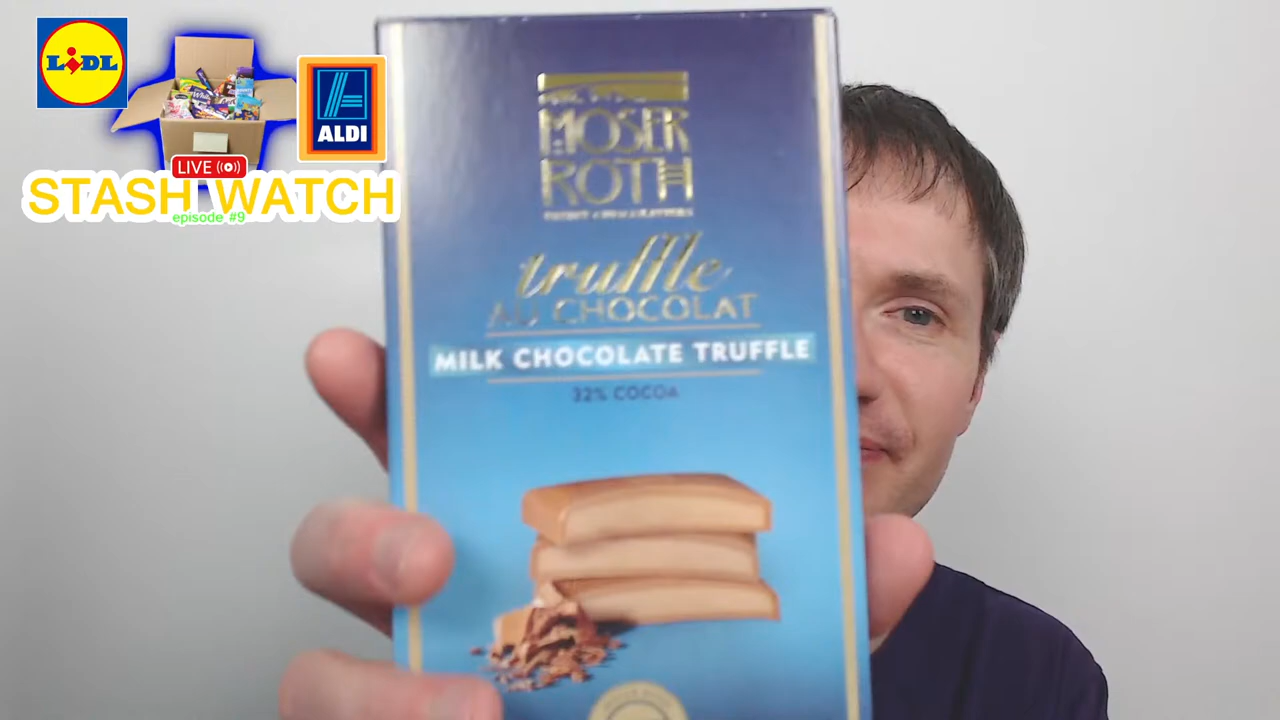 LIDL
ALDI
LIVE
STASH WATCH
episode #9
MOSER
ROTH
truffle
AU CHOCOLAT
MILK CHOCOLATE TRUFFLE
32% COCOA